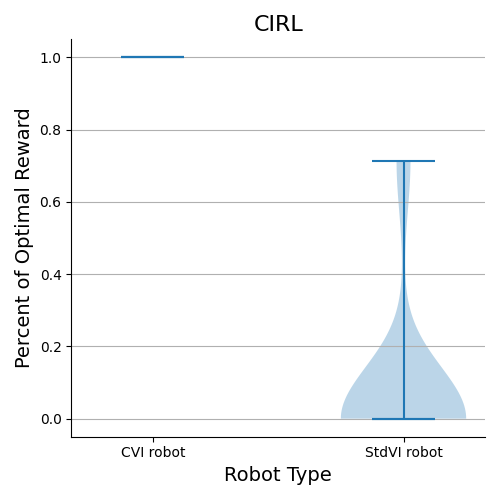 CIRL
Percent of Optimal Reward
1.0
0.8
0.6
0.4
0.2
0.0
CVI robot
StdVI robot
Robot Type